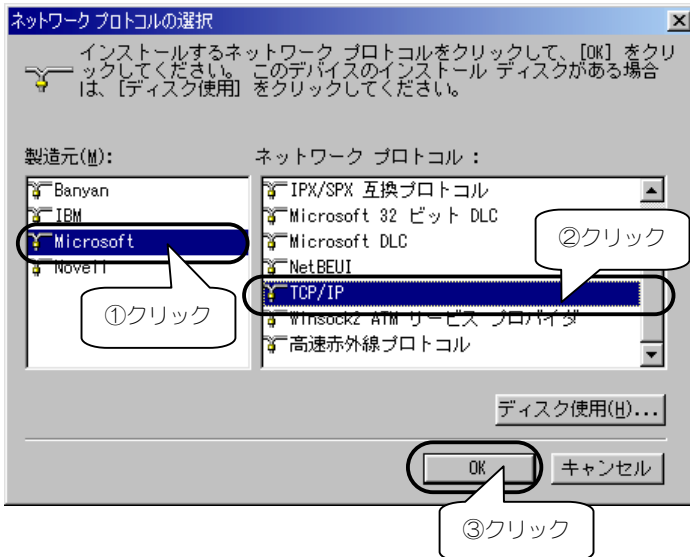 ネットワーク プロトコルの選択
インストールするネットワーク プロトコルをクリックして、[OK] をクリ
ックしてください。 このデバイスのインストール ディスクがある場合
は、[ディスク使用] をクリックしてください。
製造元(M):
Banyan
IBM
Microsoft
Novell
①クリック
ネットワーク プロトコル :
IPX/SPX 互換プロトコル
Microsoft 32 ビット DLC
Microsoft DLC
NetBEUI
TCP/IP
Winsock2 ATM サービス プロバイダ
高速赤外線プロトコル
②クリック
ディスク使用(H)...
OK
キャンセル
③クリック